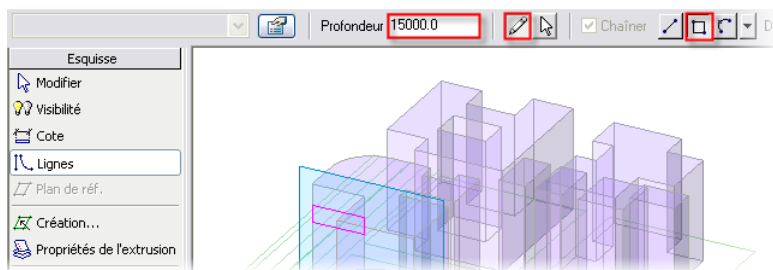 Profondeur 15000.0 Chaîner D
Esquisse
Modifier
Visibilité
Cote
Lignes
Plan de réf.
Création...
Propriétés de l'extrusion